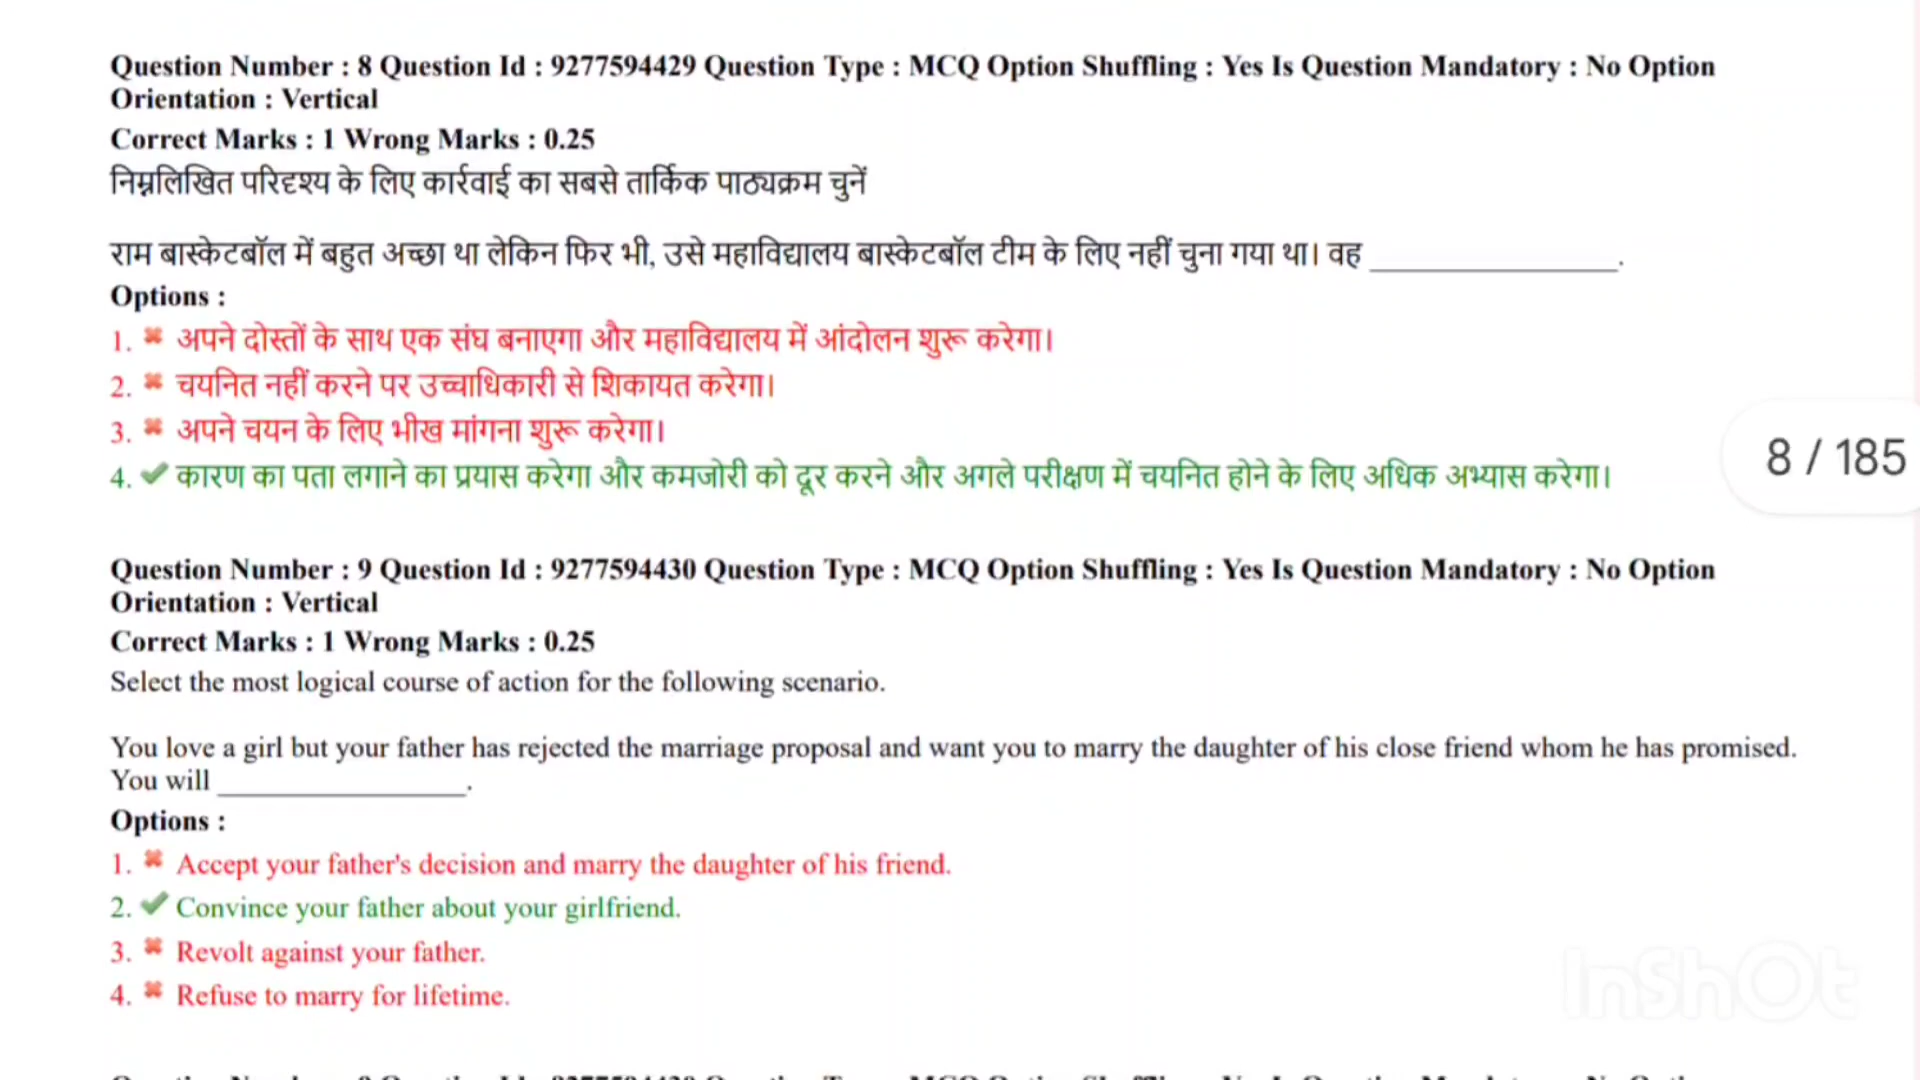 Question Number : 8 Question Id : 9277594429 Question Type : MCQ Option Shuffling : Yes Is Question Mandatory : No Option
Orientation : Vertical
Correct Marks : 1 Wrong Marks : 0.25
निम्नलिखित परिदृश्य के लिए कार्रवाई का सबसे तार्किक पाठ्यक्रम चुनें
राम बास्केटबॉल में बहुत अच्छा था लेकिन फिर भी, उसे महाविद्यालय बास्केटबॉल टीम के लिए नहीं चुना गया था। वह _________________.
Options :
1. ✖ अपने दोस्तों के साथ एक संघ बनाएगा और महाविद्यालय में आंदोलन शुरू करेगा।
2. ✖ चयनित नहीं करने पर उच्चाधिकारी से शिकायत करेगा।
3. ✖ अपने चयन के लिए भीख मांगना शुरू करेगा।
4. ✔ कारण का पता लगाने का प्रयास करेगा और कमजोरी को दूर करने और अगले परीक्षण में चयनित होने के लिए अधिक अभ्यास करेगा।
8 / 185
Question Number : 9 Question Id : 9277594430 Question Type : MCQ Option Shuffling : Yes Is Question Mandatory : No Option
Orientation : Vertical
Correct Marks : 1 Wrong Marks : 0.25
Select the most logical course of action for the following scenario.
You love a girl but your father has rejected the marriage proposal and want you to marry the daughter of his close friend whom he has promised.
You will _________________.
Options :
1. ✖ Accept your father's decision and marry the daughter of his friend.
2. ✔ Convince your father about your girlfriend.
3. ✖ Revolt against your father.
4. ✖ Refuse to marry for lifetime.
InShOt